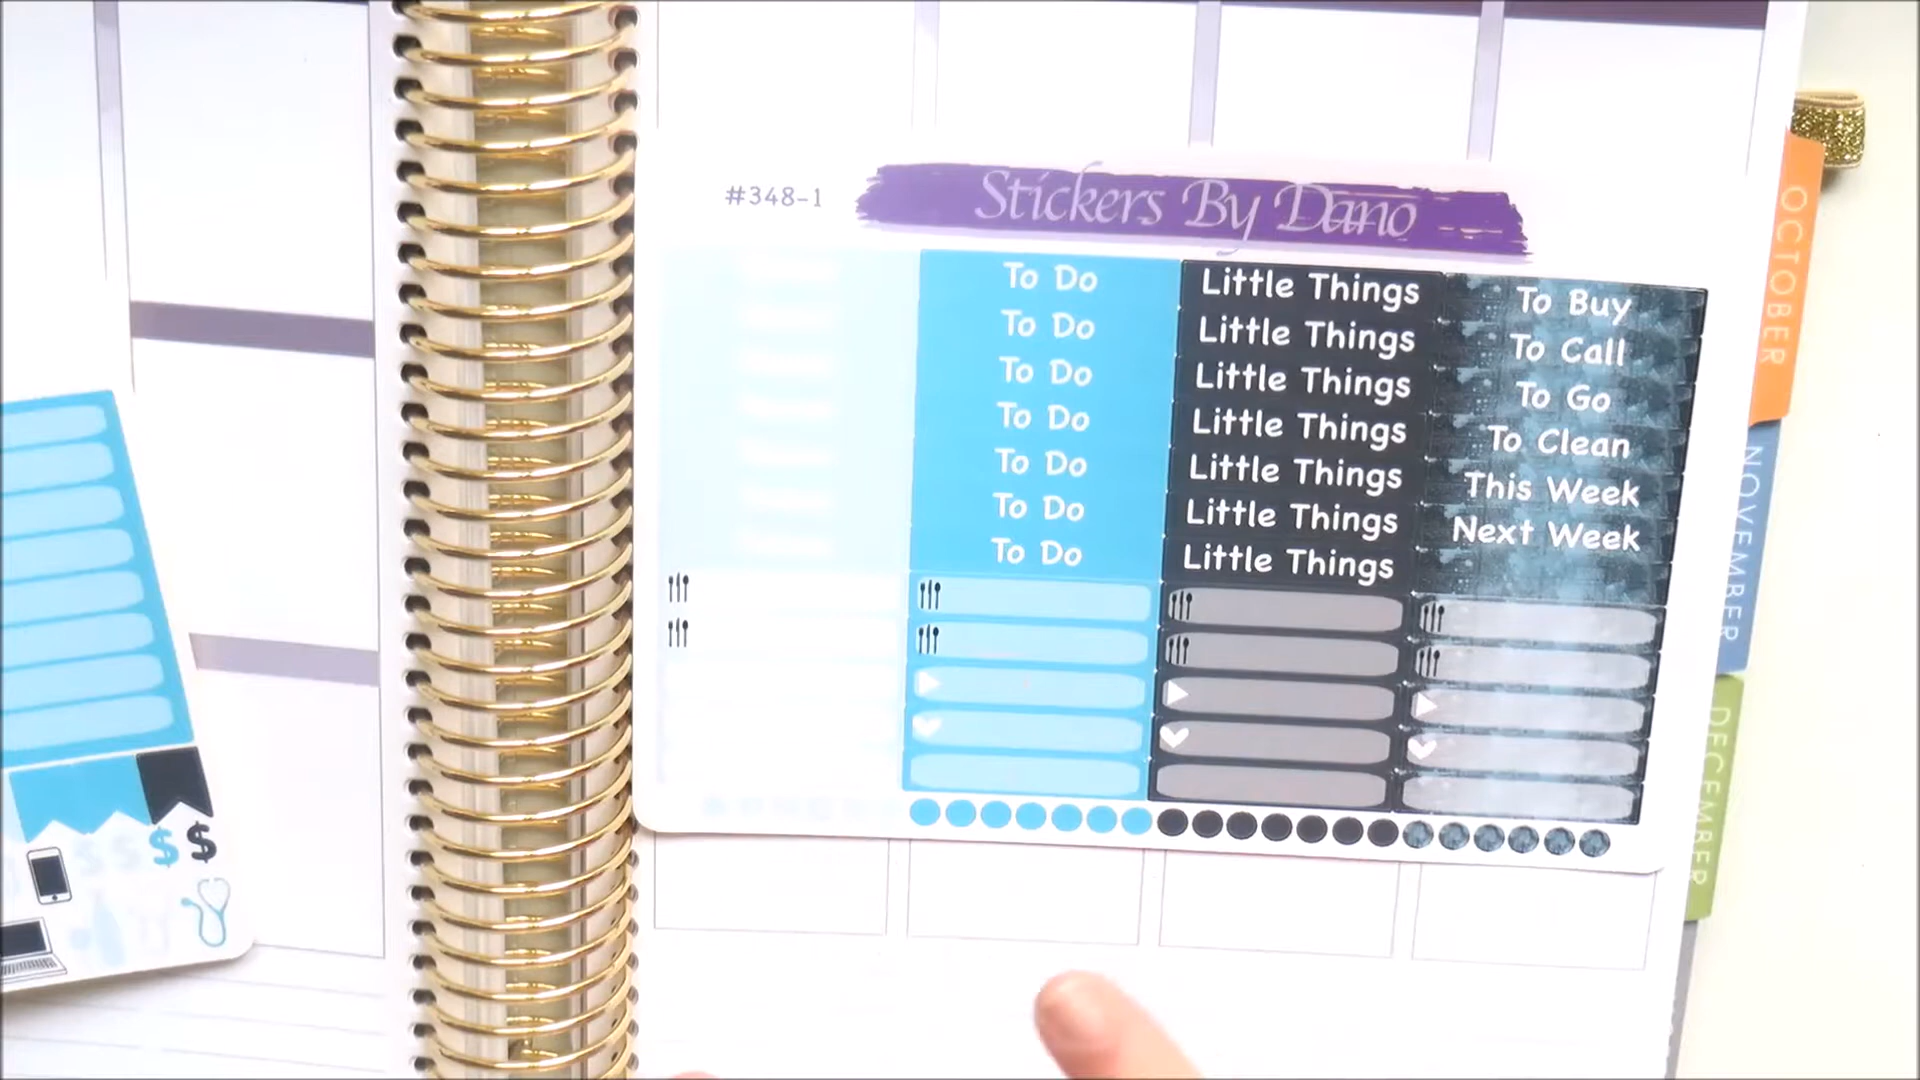 #348-1
Stickers By Dano
To Do
To Do
To Do
To Do
To Do
To Do
To Do
Little Things
Little Things
Little Things
Little Things
Little Things
Little Things
Little Things
To Buy
To Call
To Go
To Clean
This Week
Next Week
OCTOBER
NOVEMBER
DECEMBER
$ $ $ $